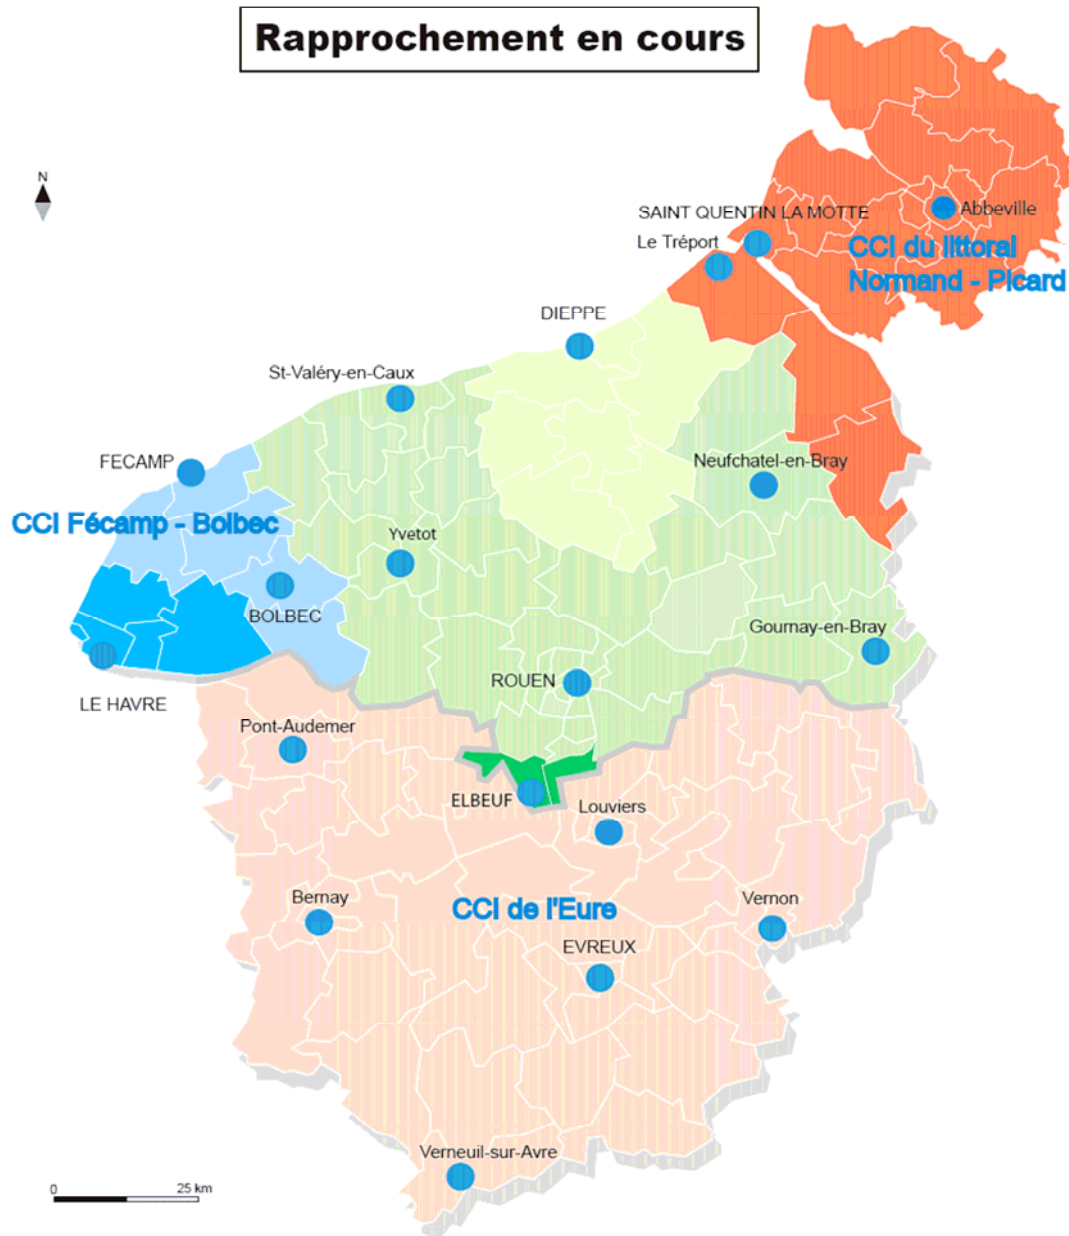 Rapprochement en cours
N
SAINT QUENTIN LA MOTTE
Abbeville
Le Tréport
CCI du littoral
Normand - Picard
DIEPPE
St-Valéry-en-Caux
FECAMP
Neufchatel-en-Bray
CCI Fécamp - Bolbec
Yvetot
BOLBEC
Gournay-en-Bray
ROUEN
LE HAVRE
Pont-Audemer
ELBEUF
Louviers
Bernay
CCI de l'Eure
Vernon
EVREUX
Verneuil-sur-Avre
0 25 km